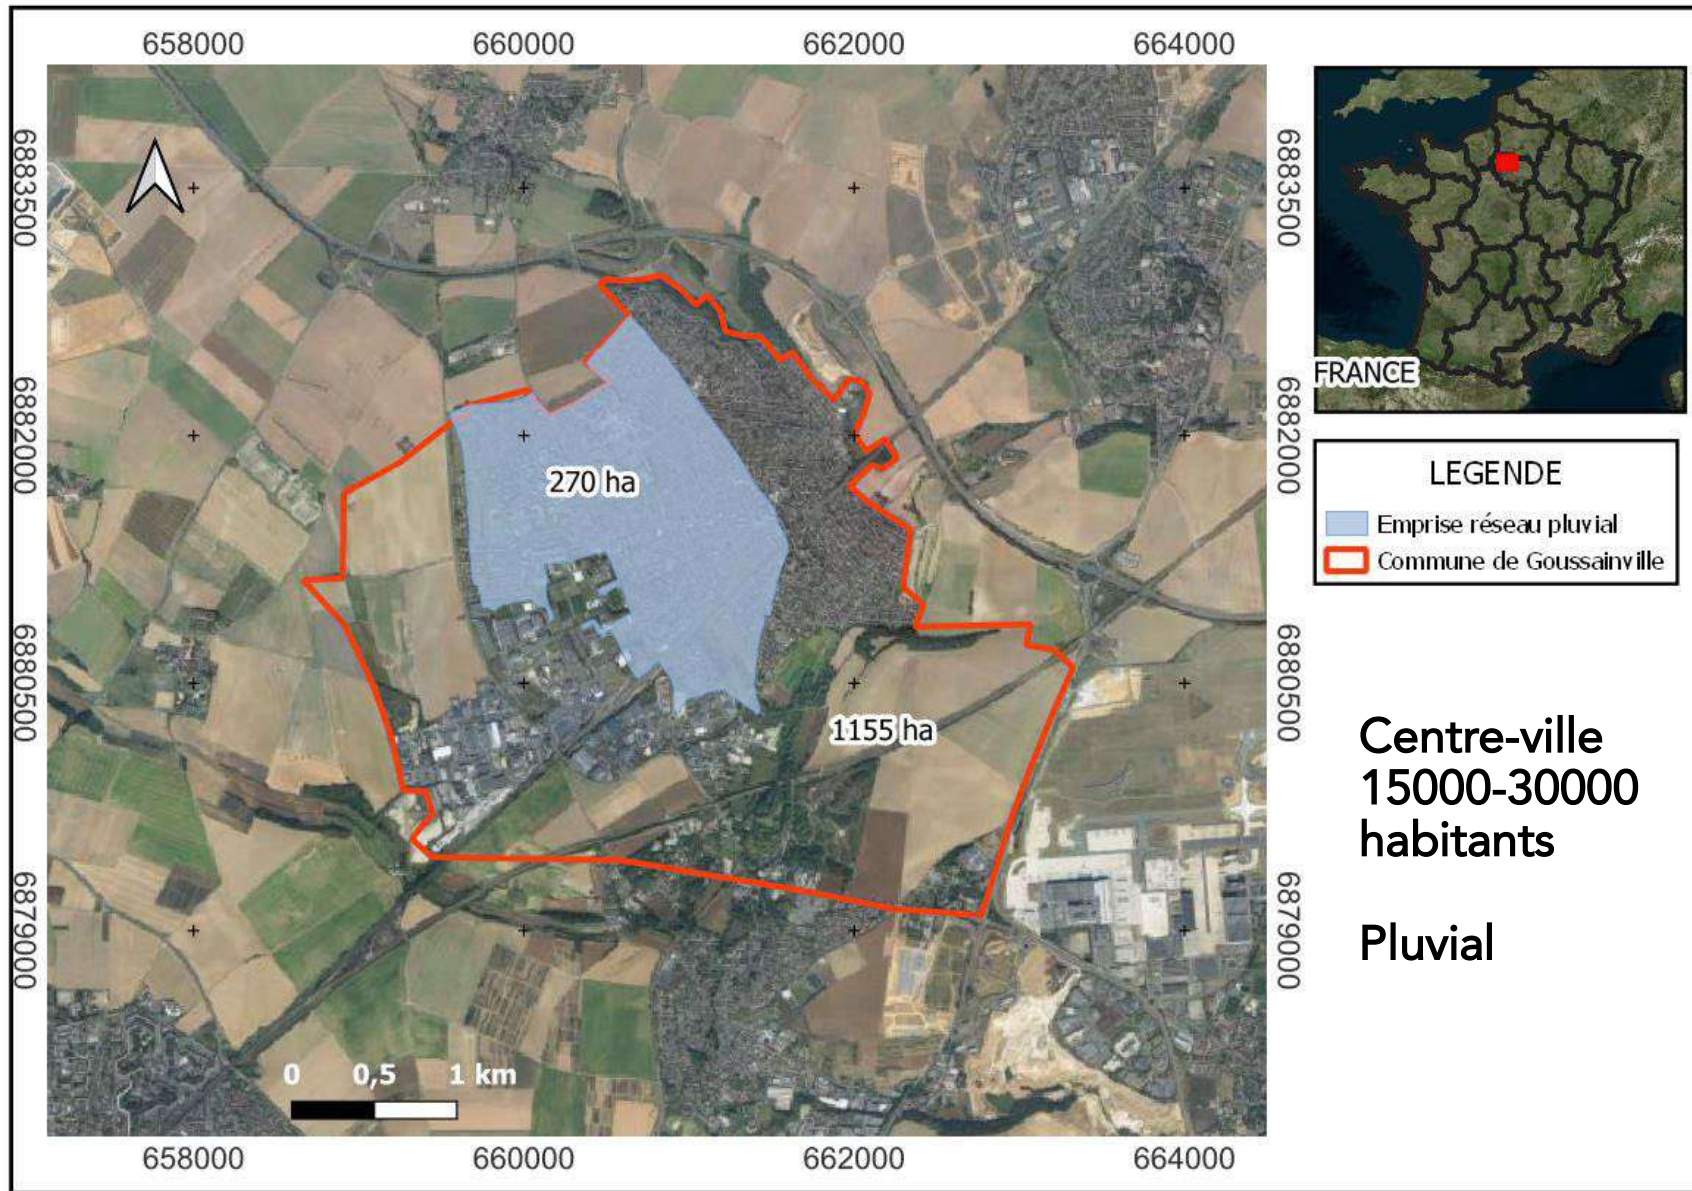 658000 660000 662000 664000
6883500
6882000
6880500
6879000
270 ha
1155 ha
0 0,5 1 km
658000 660000 662000 664000
6883500
6882000
6880500
6879000
FRANCE
LEGENDE
Emprise réseau pluvial
Commune de Goussainville
Centre-ville
15000-30000
habitants
Pluvial